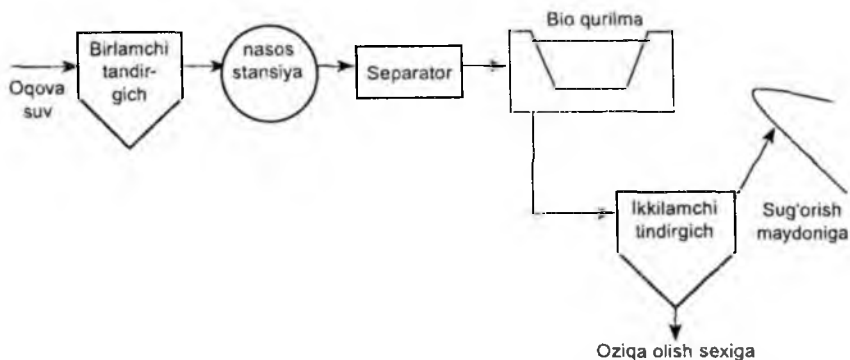 Oqova
suv
Birlamchi
tandir-
gich
nasos
stansiya
Separator
Bio qurilma
Ikkilamchi
tindirgich
Sug'orish
maydoniga
Oziqa olish sexiga